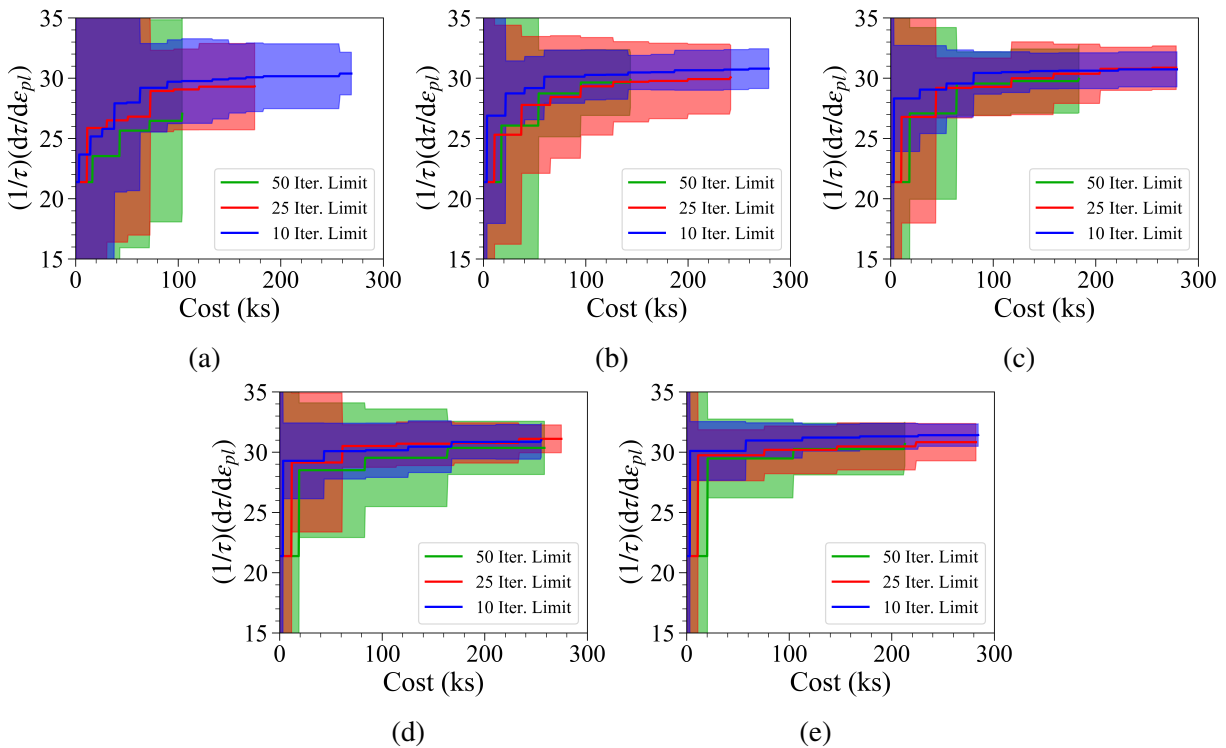 35
30
25
20
15
(1/τ)(dτ/dεpl)
0 100 200 300
Cost (ks)
50 Iter. Limit
25 Iter. Limit
10 Iter. Limit
(a)
35
30
25
20
15
(1/τ)(dτ/dεpl)
0 100 200 300
Cost (ks)
50 Iter. Limit
25 Iter. Limit
10 Iter. Limit
(b)
35
30
25
20
15
(1/τ)(dτ/dεpl)
0 100 200 300
Cost (ks)
50 Iter. Limit
25 Iter. Limit
10 Iter. Limit
(c)
35
30
25
20
15
(1/τ)(dτ/dεpl)
0 100 200 300
Cost (ks)
50 Iter. Limit
25 Iter. Limit
10 Iter. Limit
(d)
35
30
25
20
15
(1/τ)(dτ/dεpl)
0 100 200 300
Cost (ks)
50 Iter. Limit
25 Iter. Limit
10 Iter. Limit
(e)